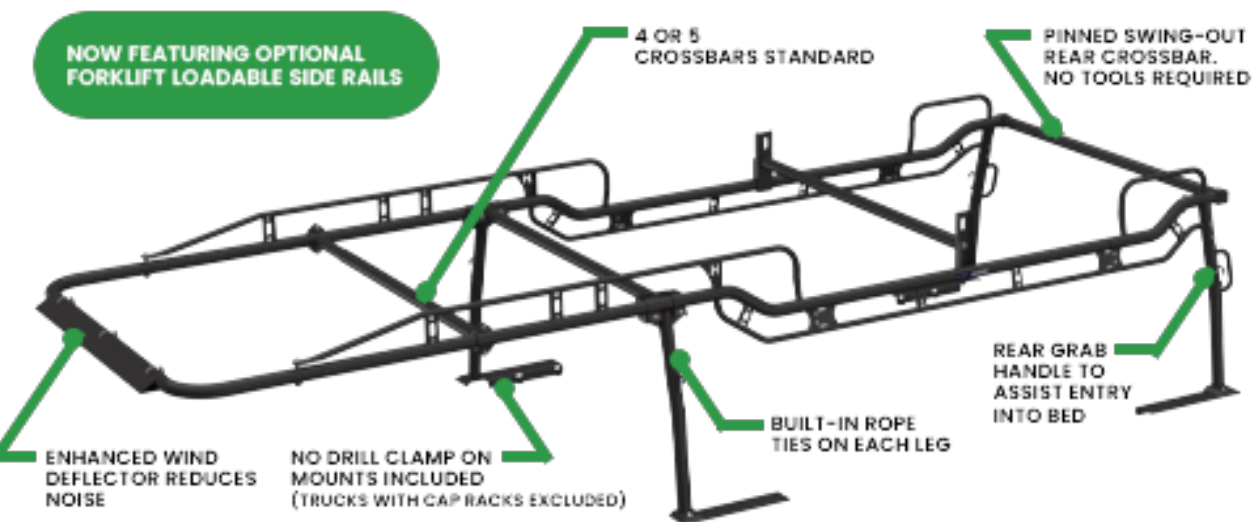 NOW FEATURING OPTIONAL
FORKLIFT LOADABLE SIDE RAILS
4 OR 5
CROSSBARS STANDARD
PINNED SWING-OUT
REAR CROSSBAR.
NO TOOLS REQUIRED
REAR GRAB
HANDLE TO
ASSIST ENTRY
INTO BED
BUILT-IN ROPE
TIES ON EACH LEG
NO DRILL CLAMP ON
MOUNTS INCLUDED
(TRUCKS WITH CAP RACKS EXCLUDED)
ENHANCED WIND
DEFLECTOR REDUCES
NOISE